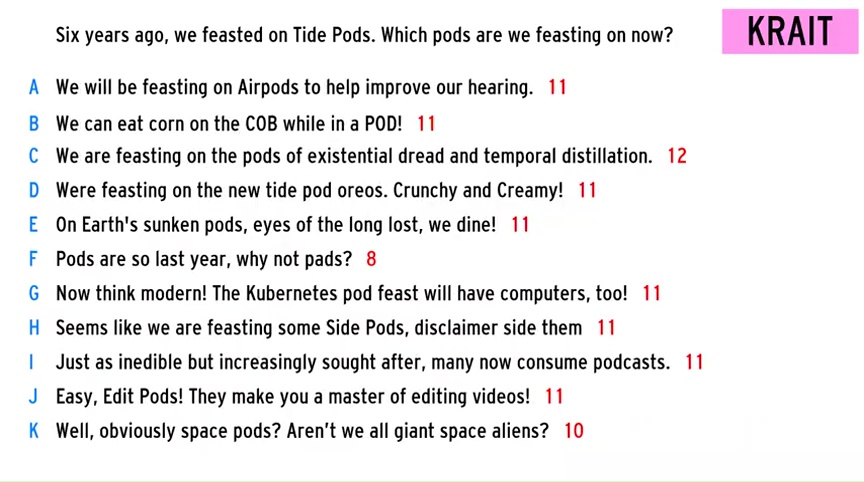 Six years ago, we feasted on Tide Pods. Which pods are we feasting on now?
KRAIT
A We will be feasting on Airpods to help improve our hearing. 11
B We can eat corn on the COB while in a POD! 11
C We are feasting on the pods of existential dread and temporal distillation. 12
D Were feasting on the new tide pod oreos. Crunchy and Creamy! 11
E On Earth's sunken pods, eyes of the long lost, we dine! 11
F Pods are so last year, why not pads? 8
G Now think modern! The Kubernetes pod feast will have computers, too! 11
H Seems like we are feasting some Side Pods, disclaimer side them 11
I Just as inedible but increasingly sought after, many now consume podcasts. 11
J Easy, Edit Pods! They make you a master of editing videos! 11
K Well, obviously space pods? Aren’t we all giant space aliens? 10